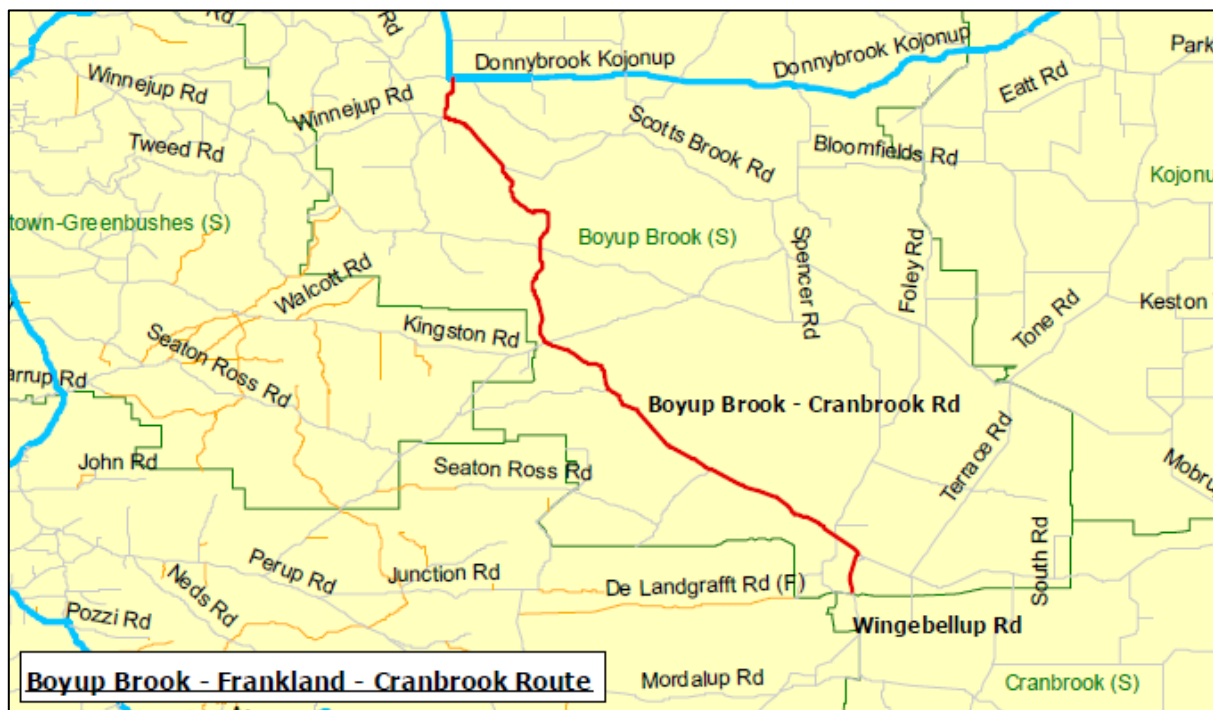 Rd
Rd
Donnybrook Kojonup
Donnybrook Kojonup
Park
Winnejup Rd
Eatt Rd
Winnejup Rd
Scotts Brook Rd
Tweed Rd
Bloomfields Rd
Kojonu
town-Greenbushes (S)
Boyup Brook (S)
Spencer Rd
Foley Rd
Walcott Rd
Tone Rd
Keston
Kingston Rd
Seaton Ross Rd
arrup Rd
Boyup Brook - Cranbrook Rd
Terrace Rd
John Rd
Seaton Ross Rd
Mobru
South Rd
Perup Rd
Junction Rd
Neds Rd
De Landgrafft Rd (F)
Pozzi Rd
Wingebellup Rd
Boyup Brook - Frankland - Cranbrook Route
Mordalup Rd
Cranbrook (S)